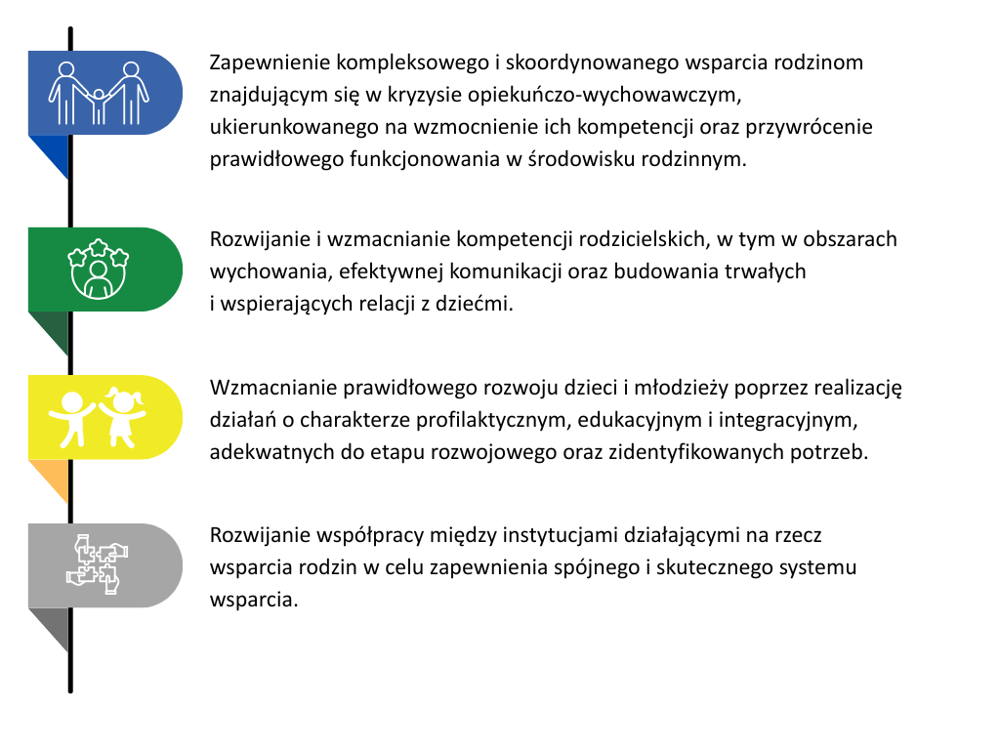 Zapewnienie kompleksowego i skoordynowanego wsparcia rodzinom
znajdującym się w kryzysie opiekuńczo-wychowawczym,
ukierunkowanego na wzmocnienie ich kompetencji oraz przywrócenie
prawidłowego funkcjonowania w środowisku rodzinnym.
Rozwijanie i wzmacnianie kompetencji rodzicielskich, w tym w obszarach
wychowania, efektywnej komunikacji oraz budowania trwałych
i wspierających relacji z dziećmi.
Wzmacnianie prawidłowego rozwoju dzieci i młodzieży poprzez realizację
działań o charakterze profilaktycznym, edukacyjnym i integracyjnym,
adekwatnych do etapu rozwojowego oraz zidentyfikowanych potrzeb.
Rozwijanie współpracy między instytucjami działającymi na rzecz
wsparcia rodzin w celu zapewnienia spójnego i skutecznego systemu
wsparcia.